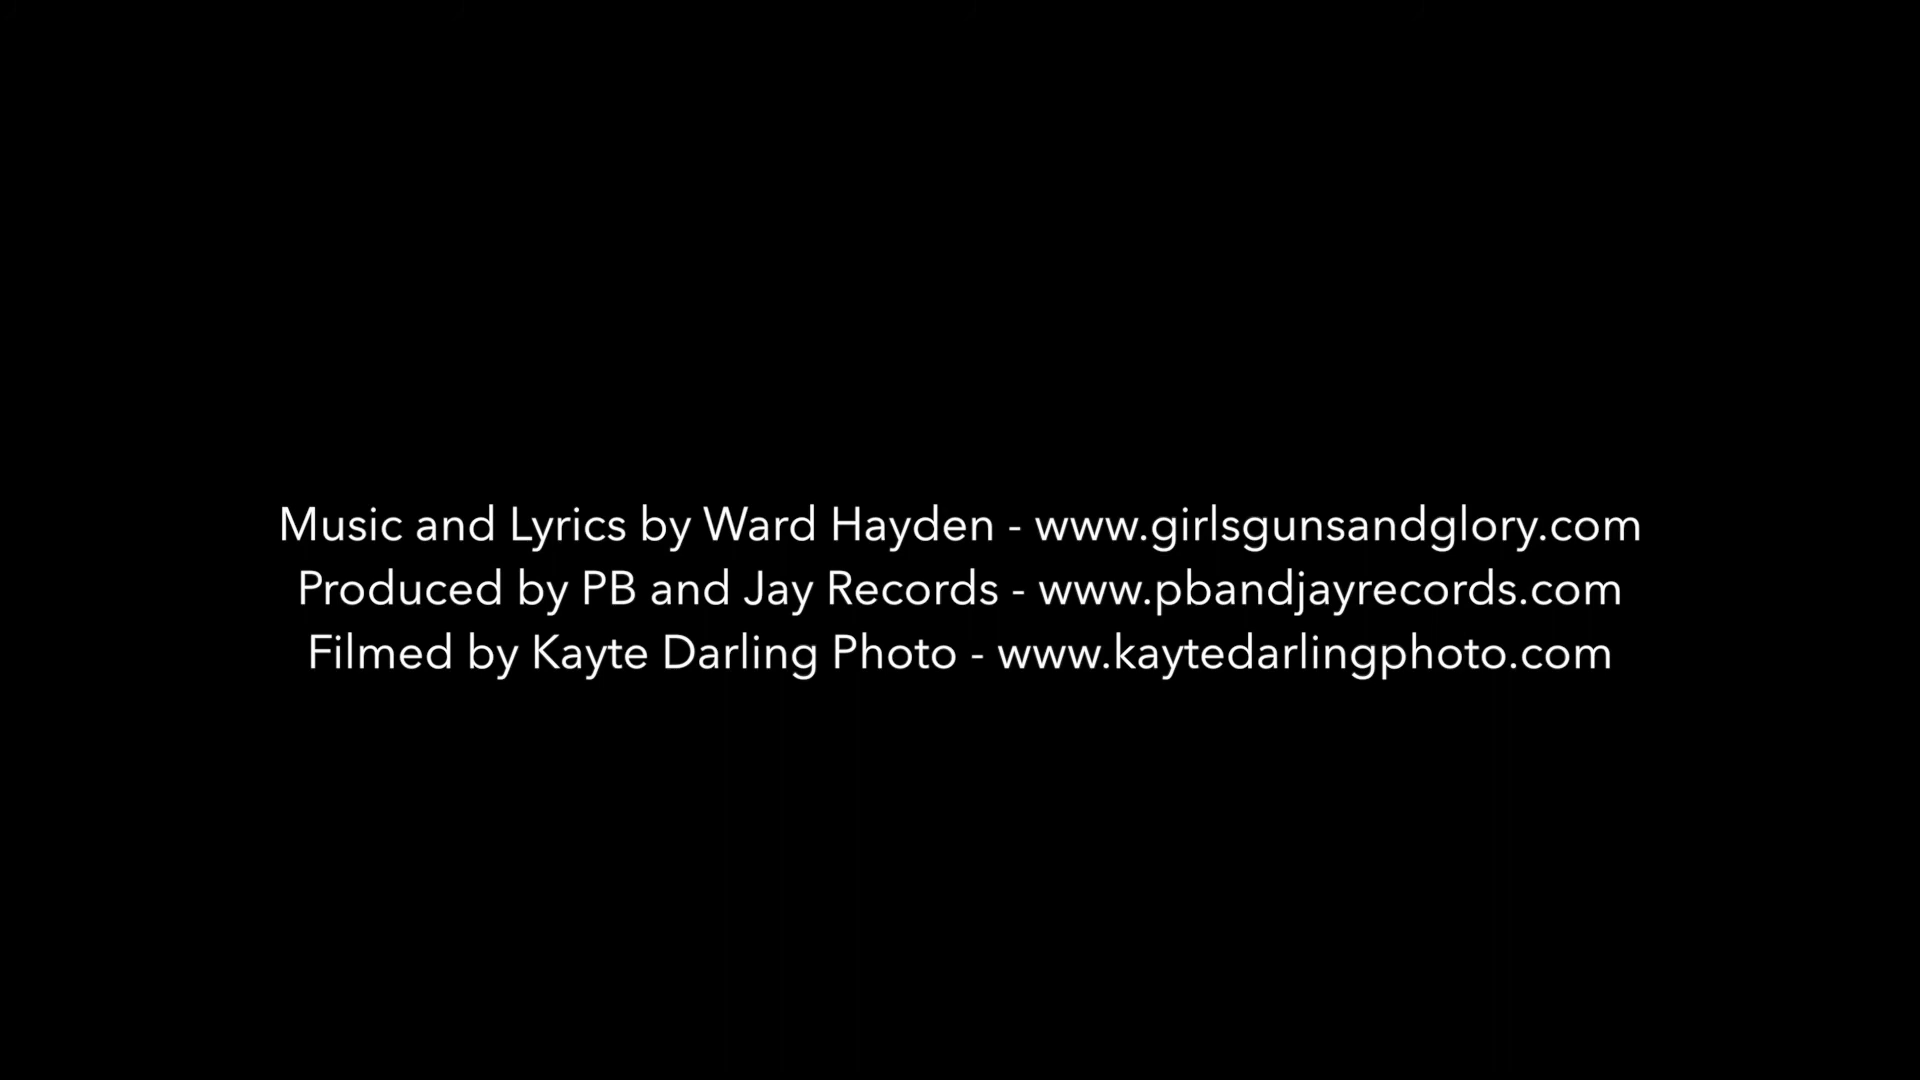 Music and Lyrics by Ward Hayden - www.girlsgunsandglory.com
Produced by PB and Jay Records - www.pbandjayrecords.com
Filmed by Kayte Darling Photo - www.kaytedarlingphoto.com